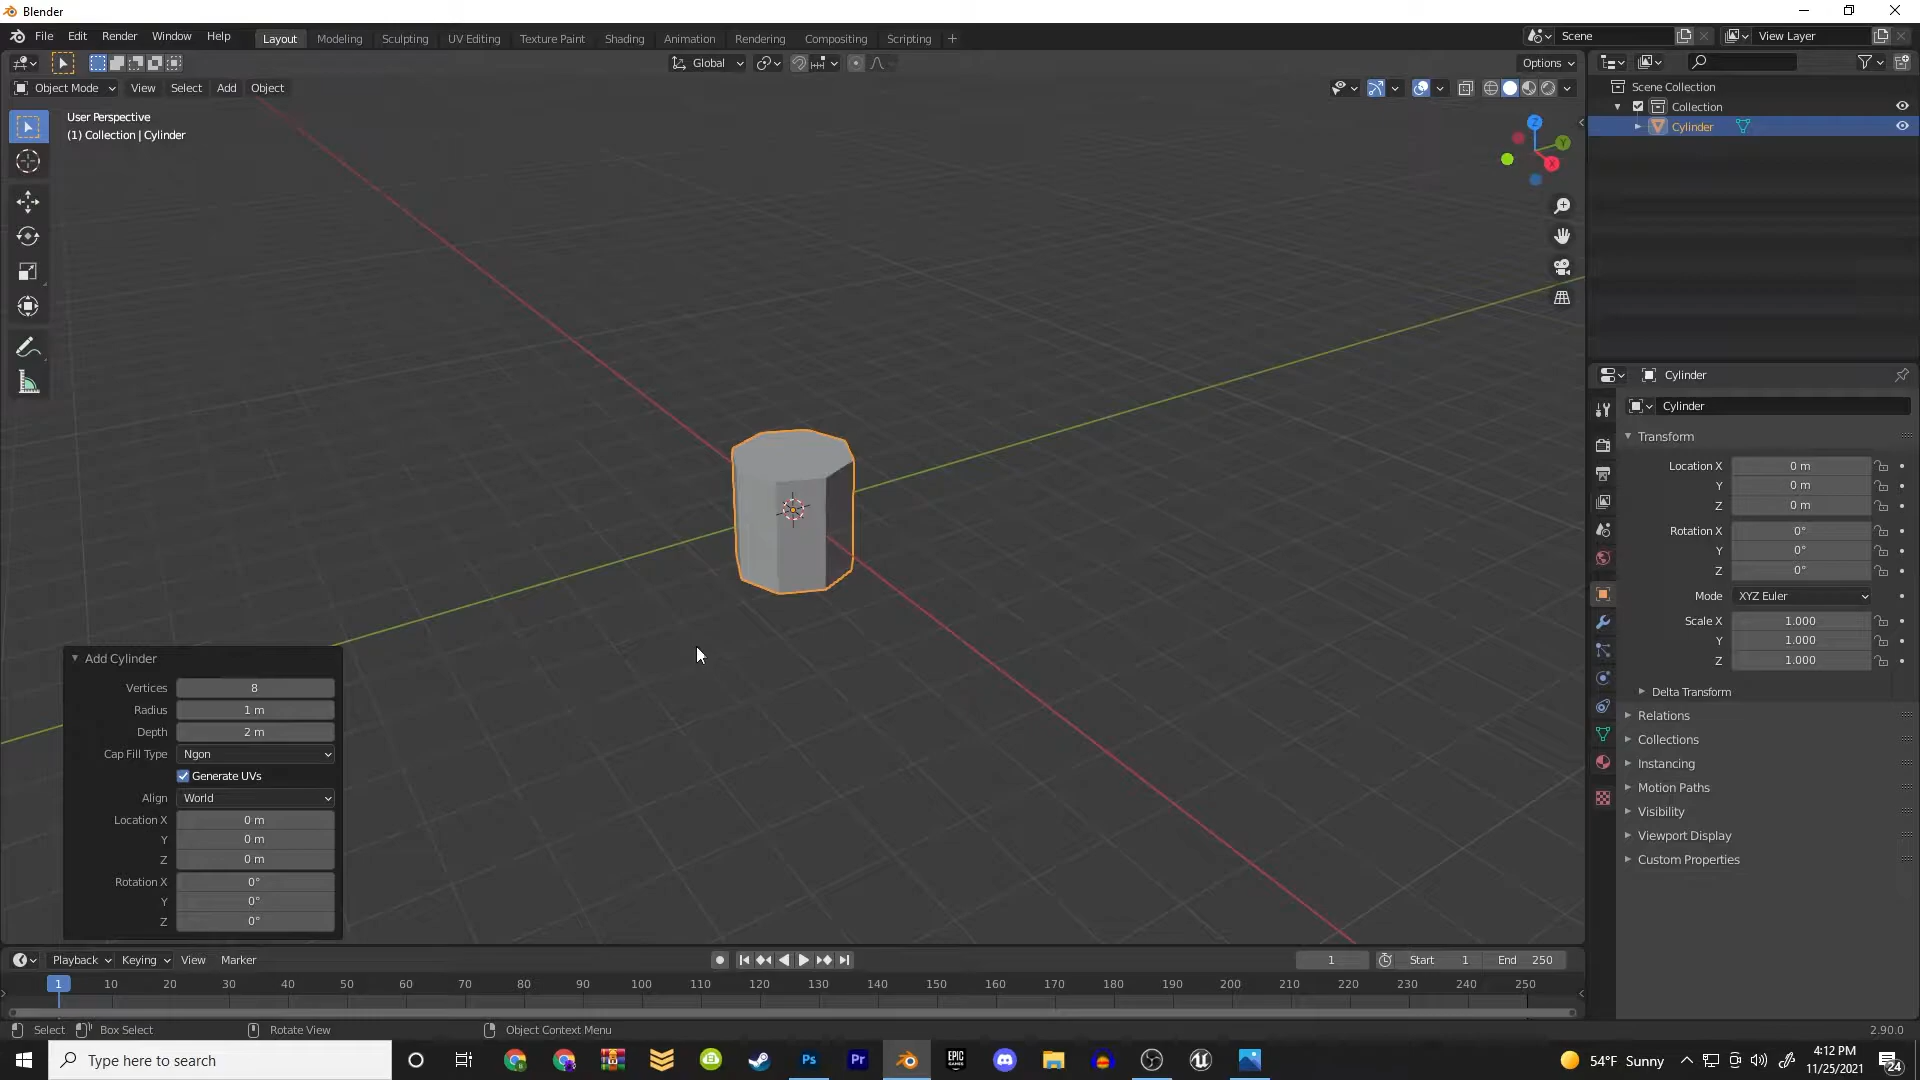 Blender
File Edit Render Window Help Layout Modeling Sculpting UV Editing Texture Paint Shading Animation Rendering Compositing Scripting + Scene View Layer
Global Options
Object Mode View Select Add Object
User Perspective
(1) Collection | Cylinder
Z
Y
X
Scene Collection
Collection
Cylinder
Cylinder
Cylinder
Transform
Location X 0 m
Y 0 m
Z 0 m
Rotation X 0°
Y 0°
Z 0°
Mode XYZ Euler
Scale X 1.000
Y 1.000
Z 1.000
Delta Transform
Relations
Collections
Instancing
Motion Paths
Visibility
Viewport Display
Custom Properties
Add Cylinder
Vertices 8
Radius 1 m
Depth 2 m
Cap Fill Type Ngon
Generate UVs
Align World
Location X 0 m
Y 0 m
Z 0 m
Rotation X 0°
Y 0°
Z 0°
Playback Keying View Marker 1 Start 1 End 250
1 10 20 30 40 50 60 70 80 90 100 110 120 130 140 150 160 170 180 190 200 210 220 230 240 250
Select Box Select Rotate View Object Context Menu 2.90.0
Type here to search Ps Pr EPIC GAMES 54°F Sunny 4:12 PM
11/25/2021 24